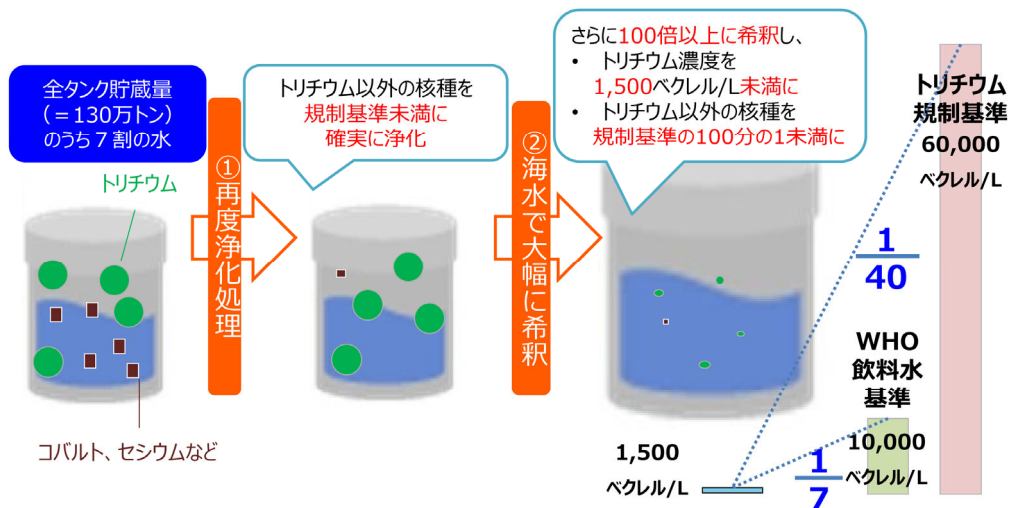 全タンク貯蔵量
(＝130万トン)
のうち７割の水
トリチウム
コバルト、セシウムなど
①再度浄化処理
トリチウム以外の核種を
規制基準未満に
確実に浄化
②海水で大幅に希釈
さらに100倍以上に希釈し、
• トリチウム濃度を
1,500ベクレル/L未満に
• トリチウム以外の核種を
規制基準の100分の1未満に
トリチウム
規制基準
60,000
ベクレル/L
1
40
WHO
飲料水
基準
10,000
ベクレル/L
1
7
1,500
ベクレル/L